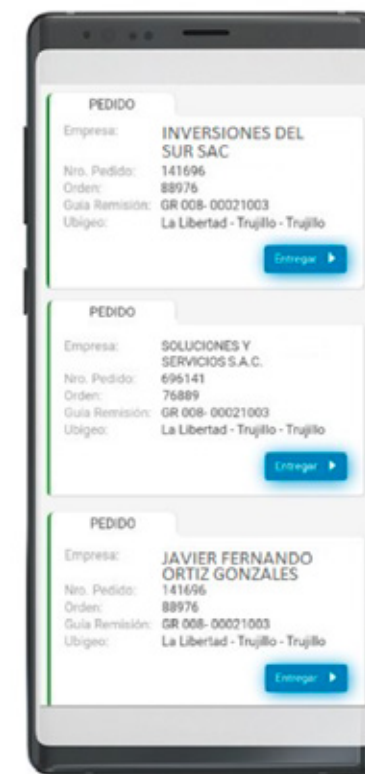 PEDIDO
Empresa: INVERSIONES DEL
SUR SAC
Nro. Pedido: 141696
Orden: 88976
Guia Remisión: GR 008- 00021003
Ubigeo: La Libertad - Trujillo - Trujillo
Entregar
PEDIDO
Empresa: SOLUCIONES Y
SERVICIOS S.A.C.
Nro. Pedido: 696141
Orden: 76889
Guia Remisión: GR 008- 00021003
Ubigeo: La Libertad - Trujillo - Trujillo
Entregar
PEDIDO
Empresa: JAVIER FERNANDO
ORTIZ GONZALES
Nro. Pedido: 141696
Orden: 88976
Guia Remisión: GR 008- 00021003
Ubigeo: La Libertad - Trujillo - Trujillo
Entregar